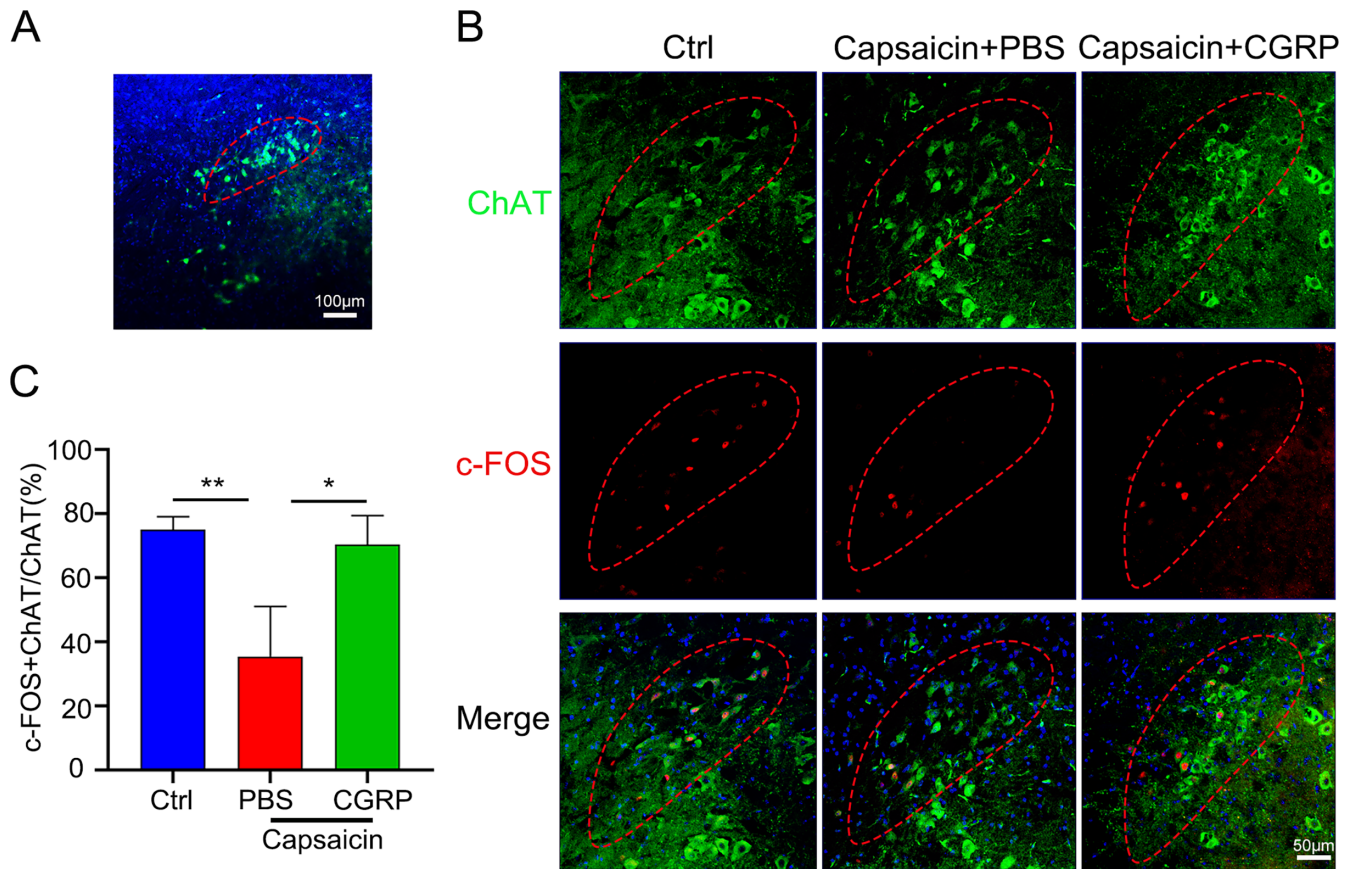 A
100μm
B
Ctrl
Capsaicin+PBS
Capsaicin+CGRP
ChAT
c-FOS
Merge
50μm
C
c-FOS+ChAT/ChAT(%)
100
80
60
40
20
0
**
*
Ctrl
PBS
CGRP
Capsaicin